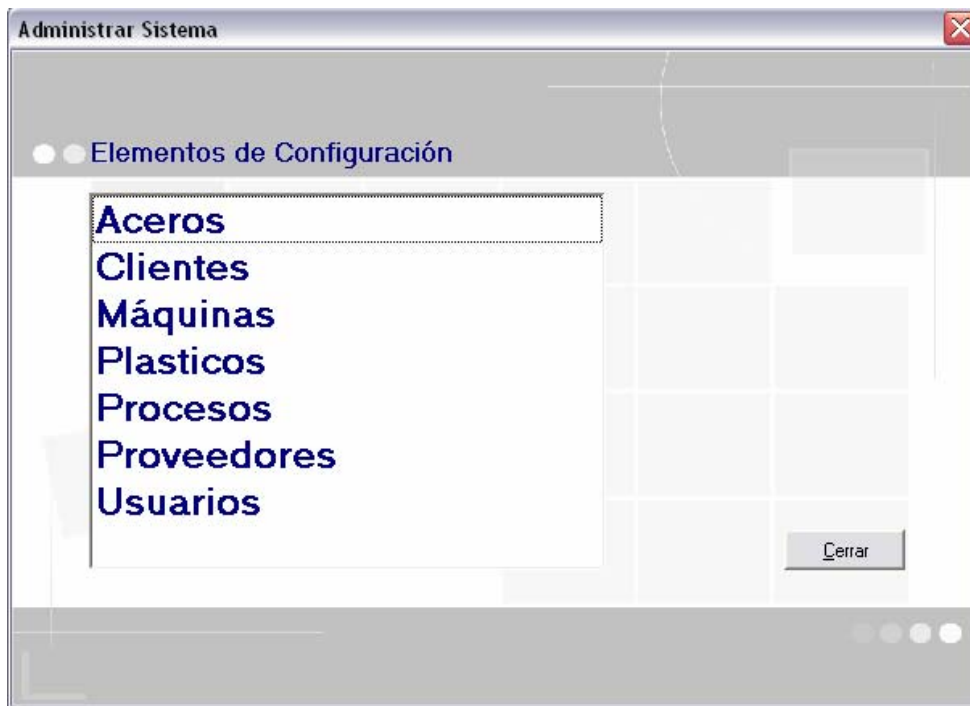 Administrar Sistema
Elementos de Configuración
Aceros
Clientes
Máquinas
Plasticos
Procesos
Proveedores
Usuarios
Cerrar